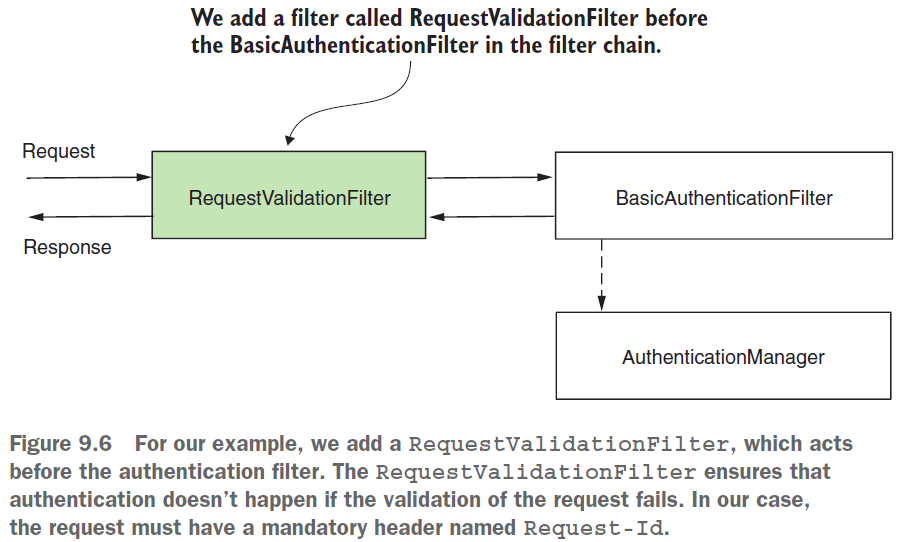 We add a filter called RequestValidationFilter before
the BasicAuthenticationFilter in the filter chain.
Request
RequestValidationFilter
BasicAuthenticationFilter
Response
AuthenticationManager
Figure 9.6 For our example, we add a RequestValidationFilter, which acts
before the authentication filter. The RequestValidationFilter ensures that
authentication doesn't happen if the validation of the request fails. In our case,
the request must have a mandatory header named Request-Id.